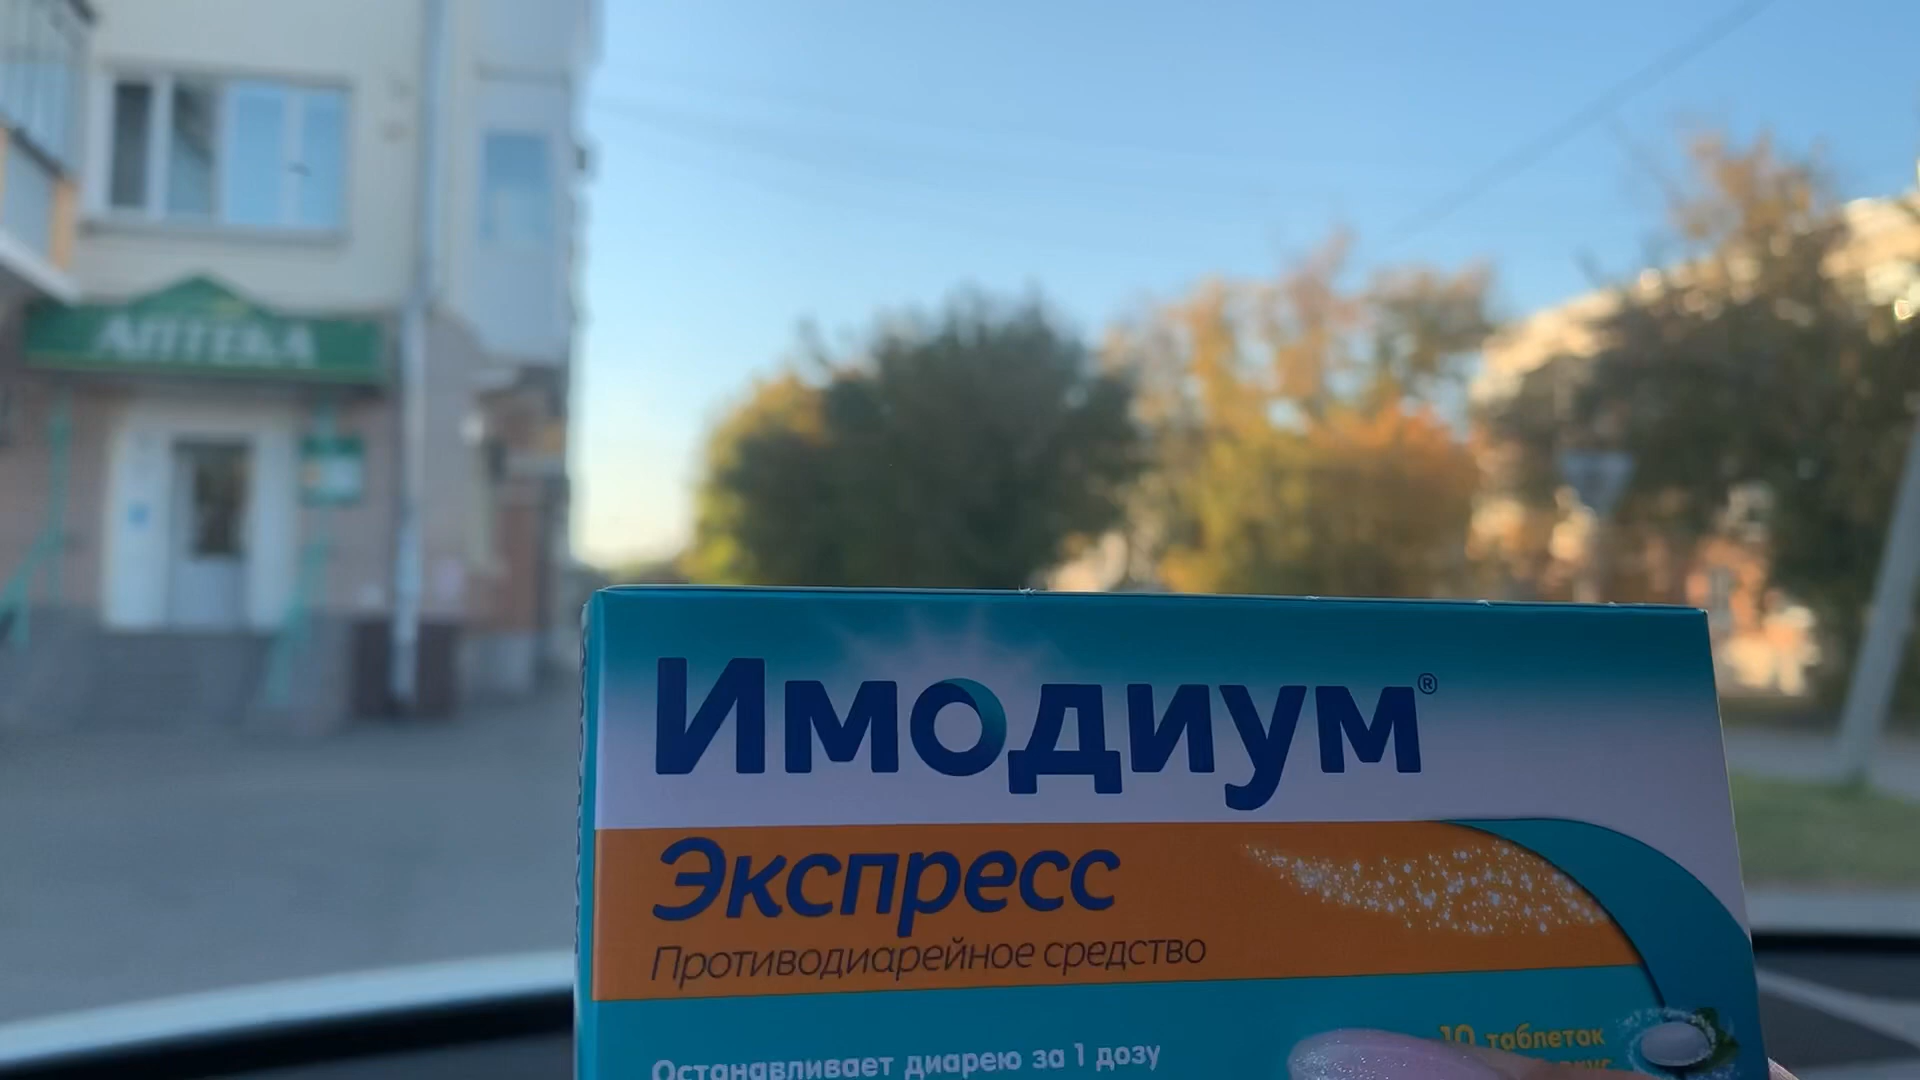 АПТЕКА
Имодиум®
Экспресс
Противодиарейное средство
Останавливает диарею за 1 дозу
10 таблеток